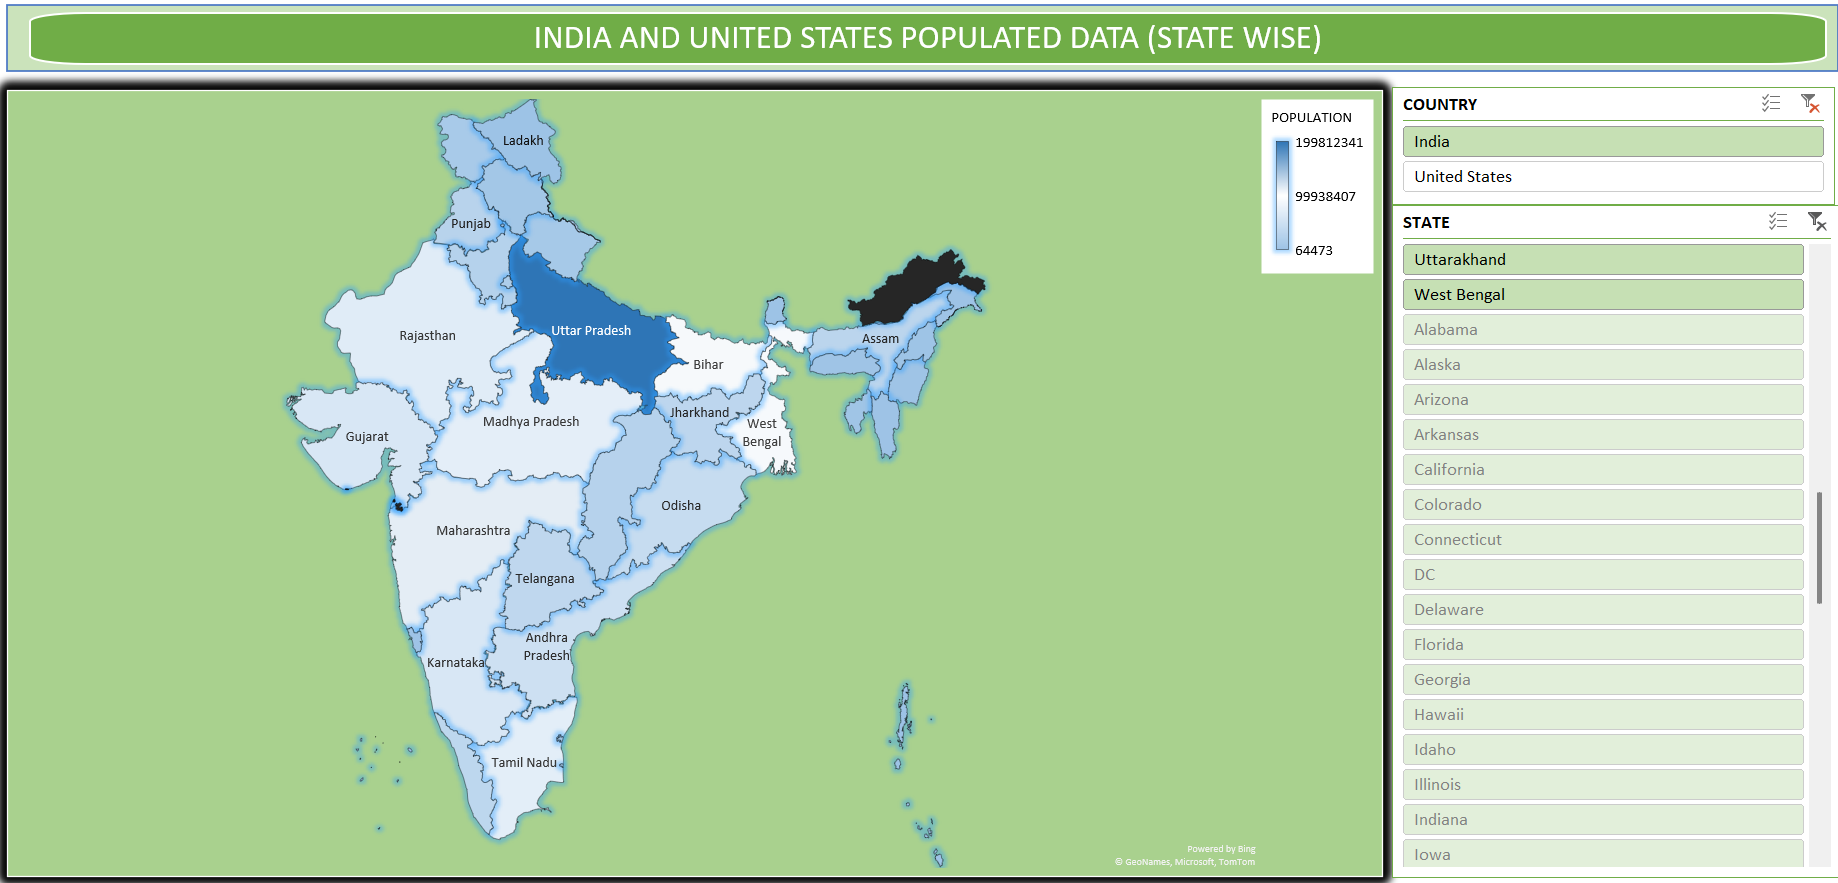 INDIA AND UNITED STATES POPULATED DATA (STATE WISE)
POPULATION
199812341
99938407
64473
Ladakh
Punjab
Rajasthan
Uttar Pradesh
Bihar
Assam
Gujarat
Madhya Pradesh
Jharkhand
West
Bengal
Maharashtra
Odisha
Telangana
Andhra
Pradesh
Karnataka
Tamil Nadu
Powered by Bing
© GeoNames, Microsoft, TomTom
COUNTRY
India
United States
STATE
Uttarakhand
West Bengal
Alabama
Alaska
Arizona
Arkansas
California
Colorado
Connecticut
DC
Delaware
Florida
Georgia
Hawaii
Idaho
Illinois
Indiana
Iowa